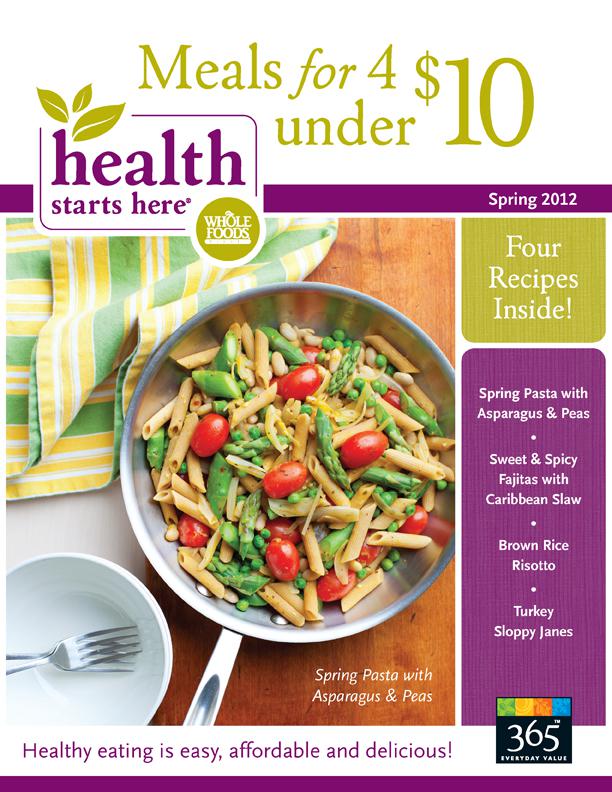 Meals for 4
under
$10
health
starts here®
WHOLE
FOODS
Spring 2012
Four
Recipes
Inside!
Spring Pasta with
Asparagus & Peas
•
Sweet & Spicy
Fajitas with
Caribbean Slaw
•
Brown Rice
Risotto
•
Turkey
Sloppy Janes
Spring Pasta with
Asparagus & Peas
Healthy eating is easy, affordable and delicious!
365™
EVERYDAY VALUE